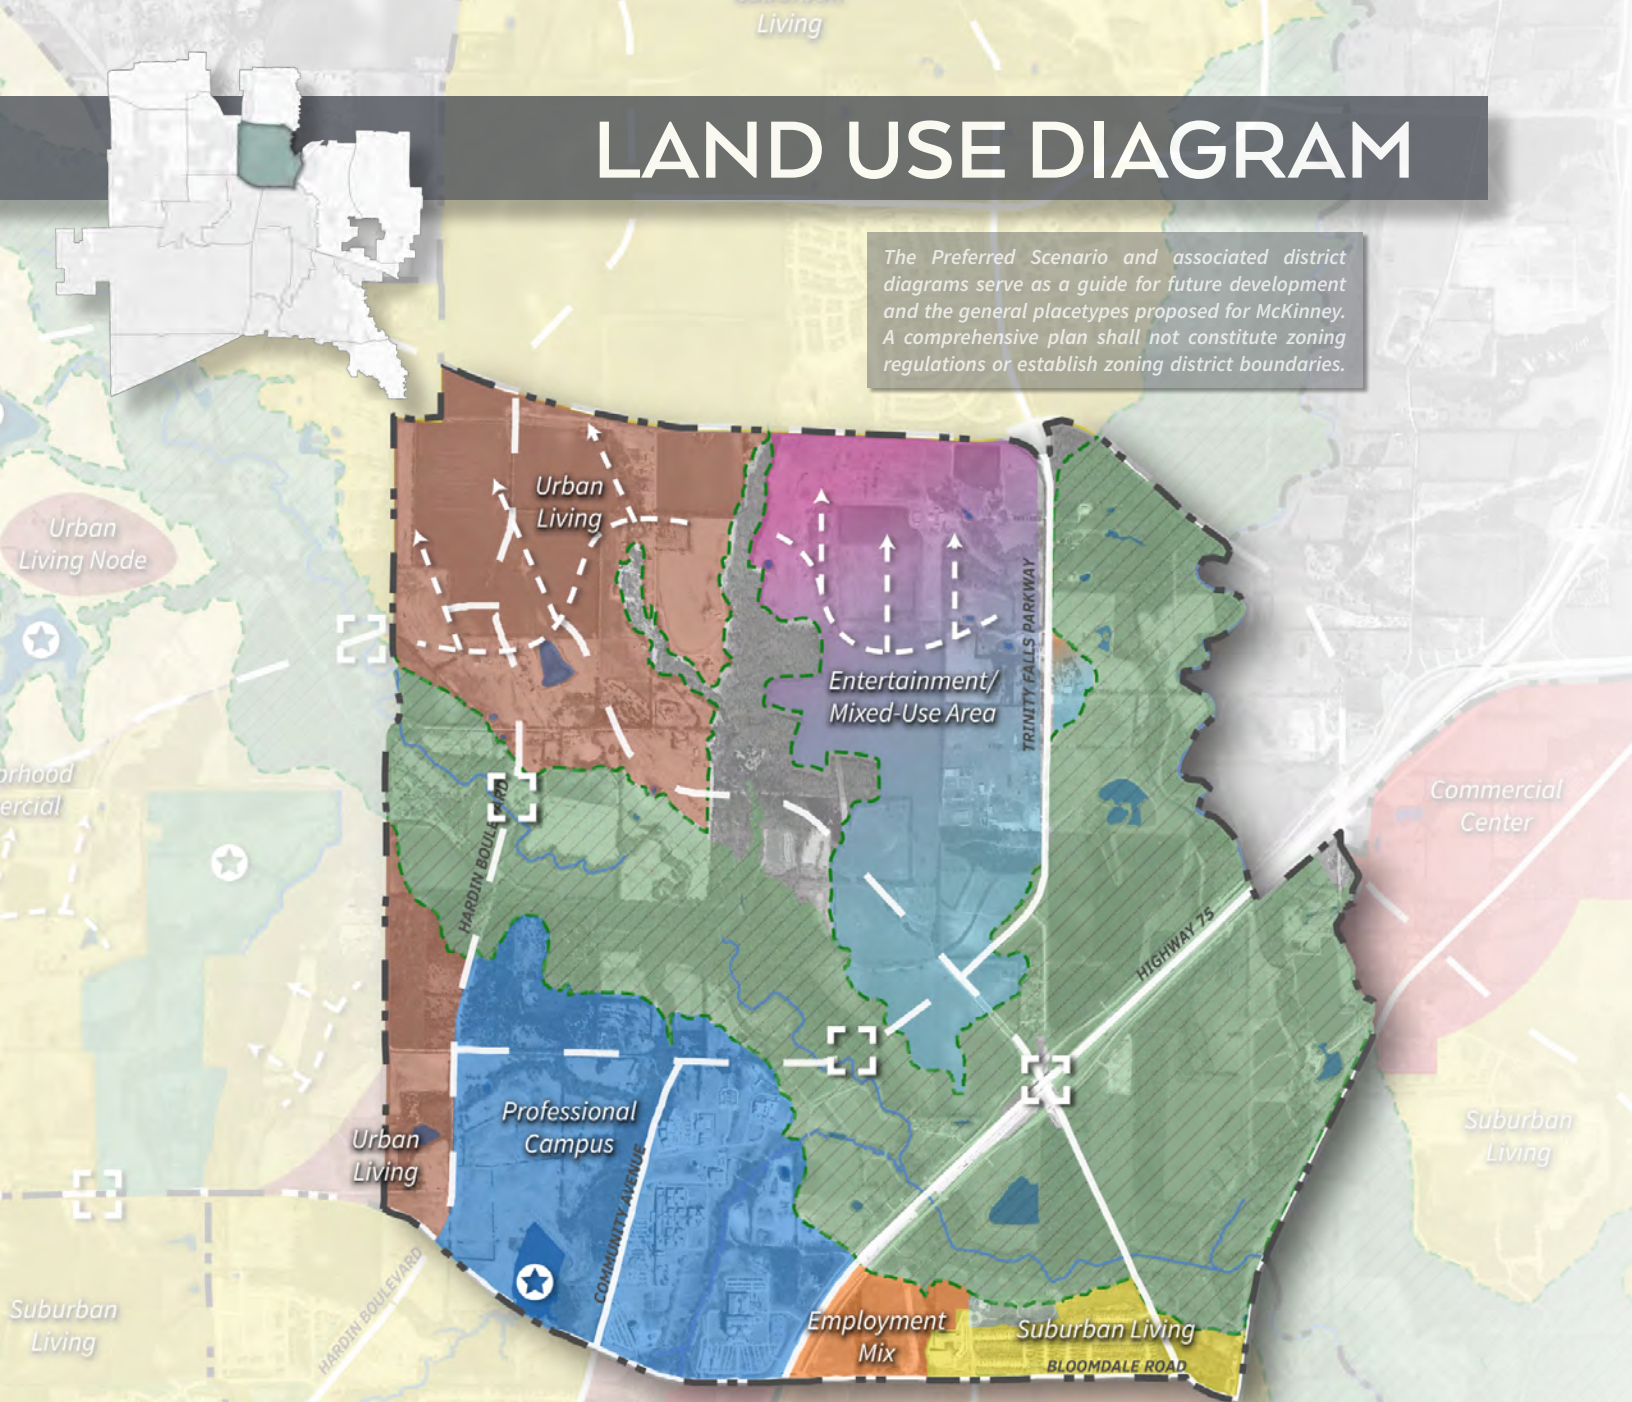 Living
LAND USE DIAGRAM
The Preferred Scenario and associated district
diagrams serve as a guide for future development
and the general placetypes proposed for McKinney.
A comprehensive plan shall not constitute zoning
regulations or establish zoning district boundaries.
Urban
Living
Urban
Living Node
TRINITY FALLS PARKWAY
Entertainment/
Mixed-Use Area
Commercial
Center
HARDIN BOULEVARD
HIGHWAY 75
Professional
Campus
Urban
Living
Suburban
Living
COMMUNITY AVENUE
HARDIN BOULEVARD
Suburban
Living
Employment
Mix
Suburban Living
BLOOMDALE ROAD